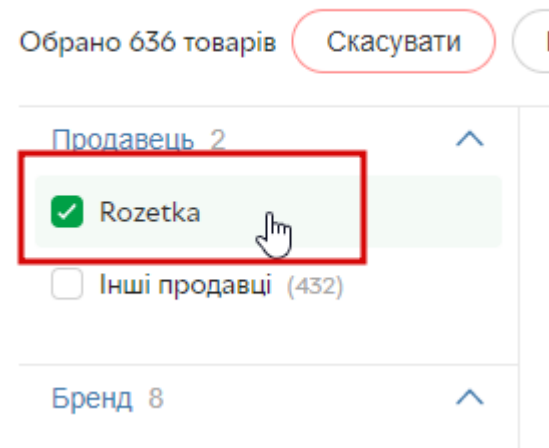 Обрано 636 товарів Скасувати
Продавець 2
Rozetka
Інші продавці (432)
Бренд 8